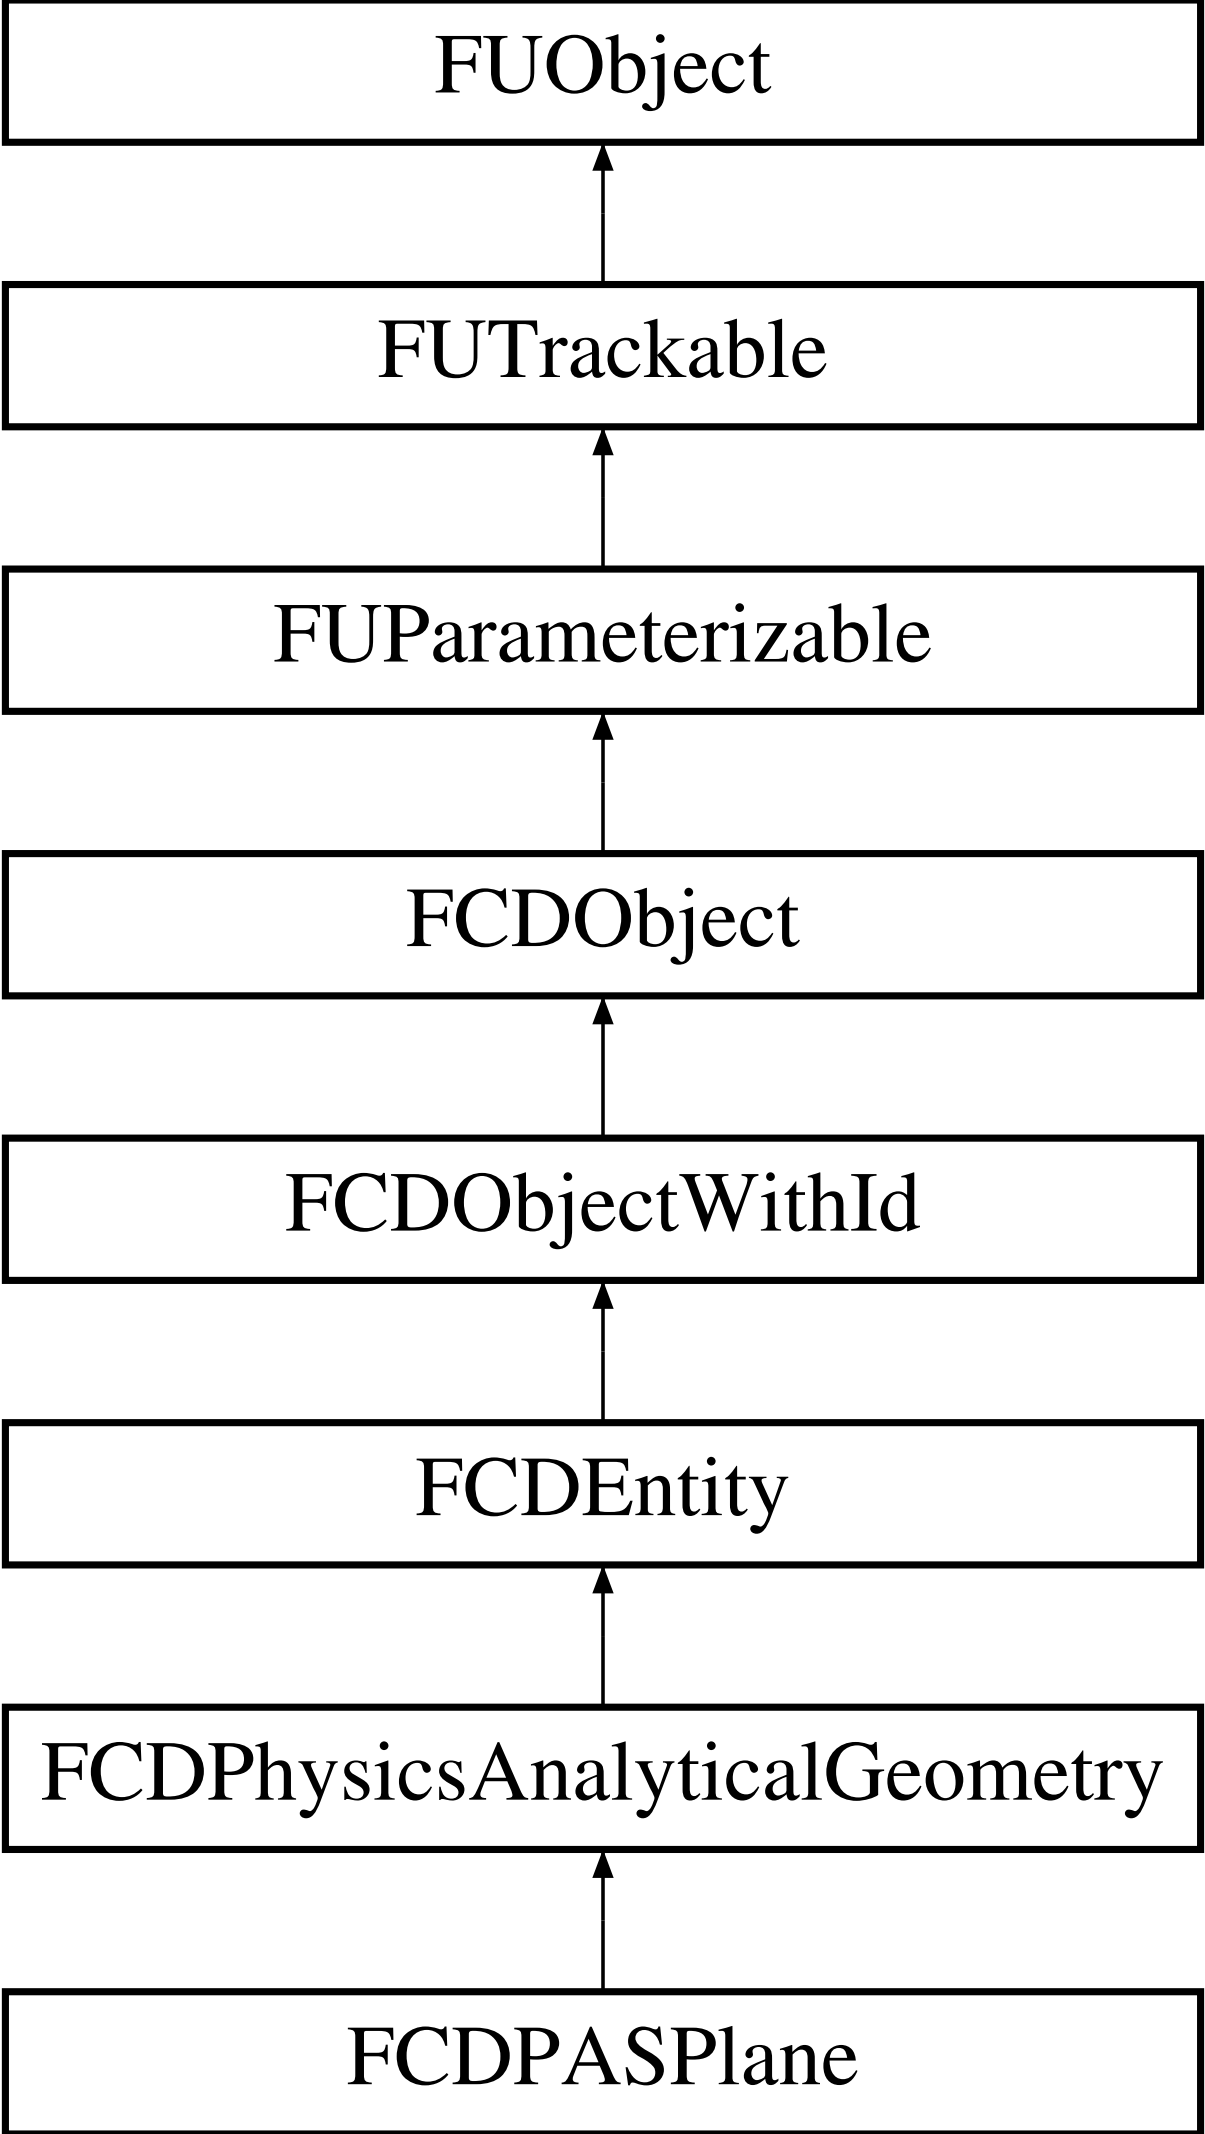 FUObject
FUTrackable
FUParameterizable
FCDObject
FCDObjectWithId
FCDEntity
FCDPhysicsAnalyticalGeometry
FCDPASPlane